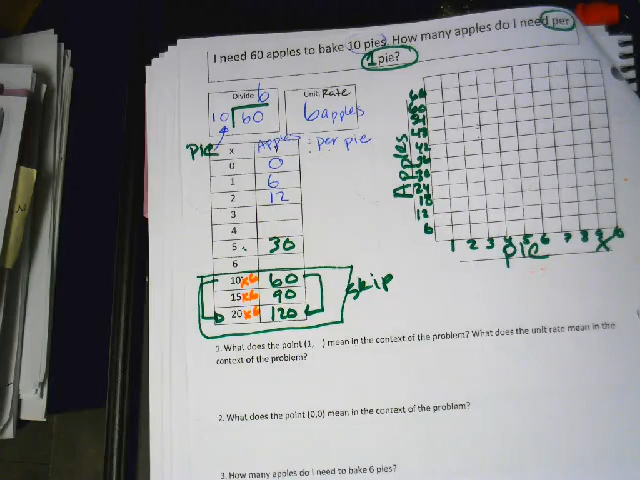 I need 60 apples to bake 10 pies. How many apples do I need per
1 pie?
Divide
6
10 60
Unit Rate
6 apples
per pie
PIE
x Apples
0 0
1 6
2 12
3
4
5 30
6
10 x6 60
15 x6 90
20 x6 120
skip
Apples
24
18
12
6
1 2 3 4 5 6 7 8 9
PIE X
1. What does the point (1, ) mean in the context of the problem? What does the unit rate mean in the
context of the problem?
2. What does the point (0,0) mean in the context of the problem?
3. How many apples do I need to bake 6 pies?